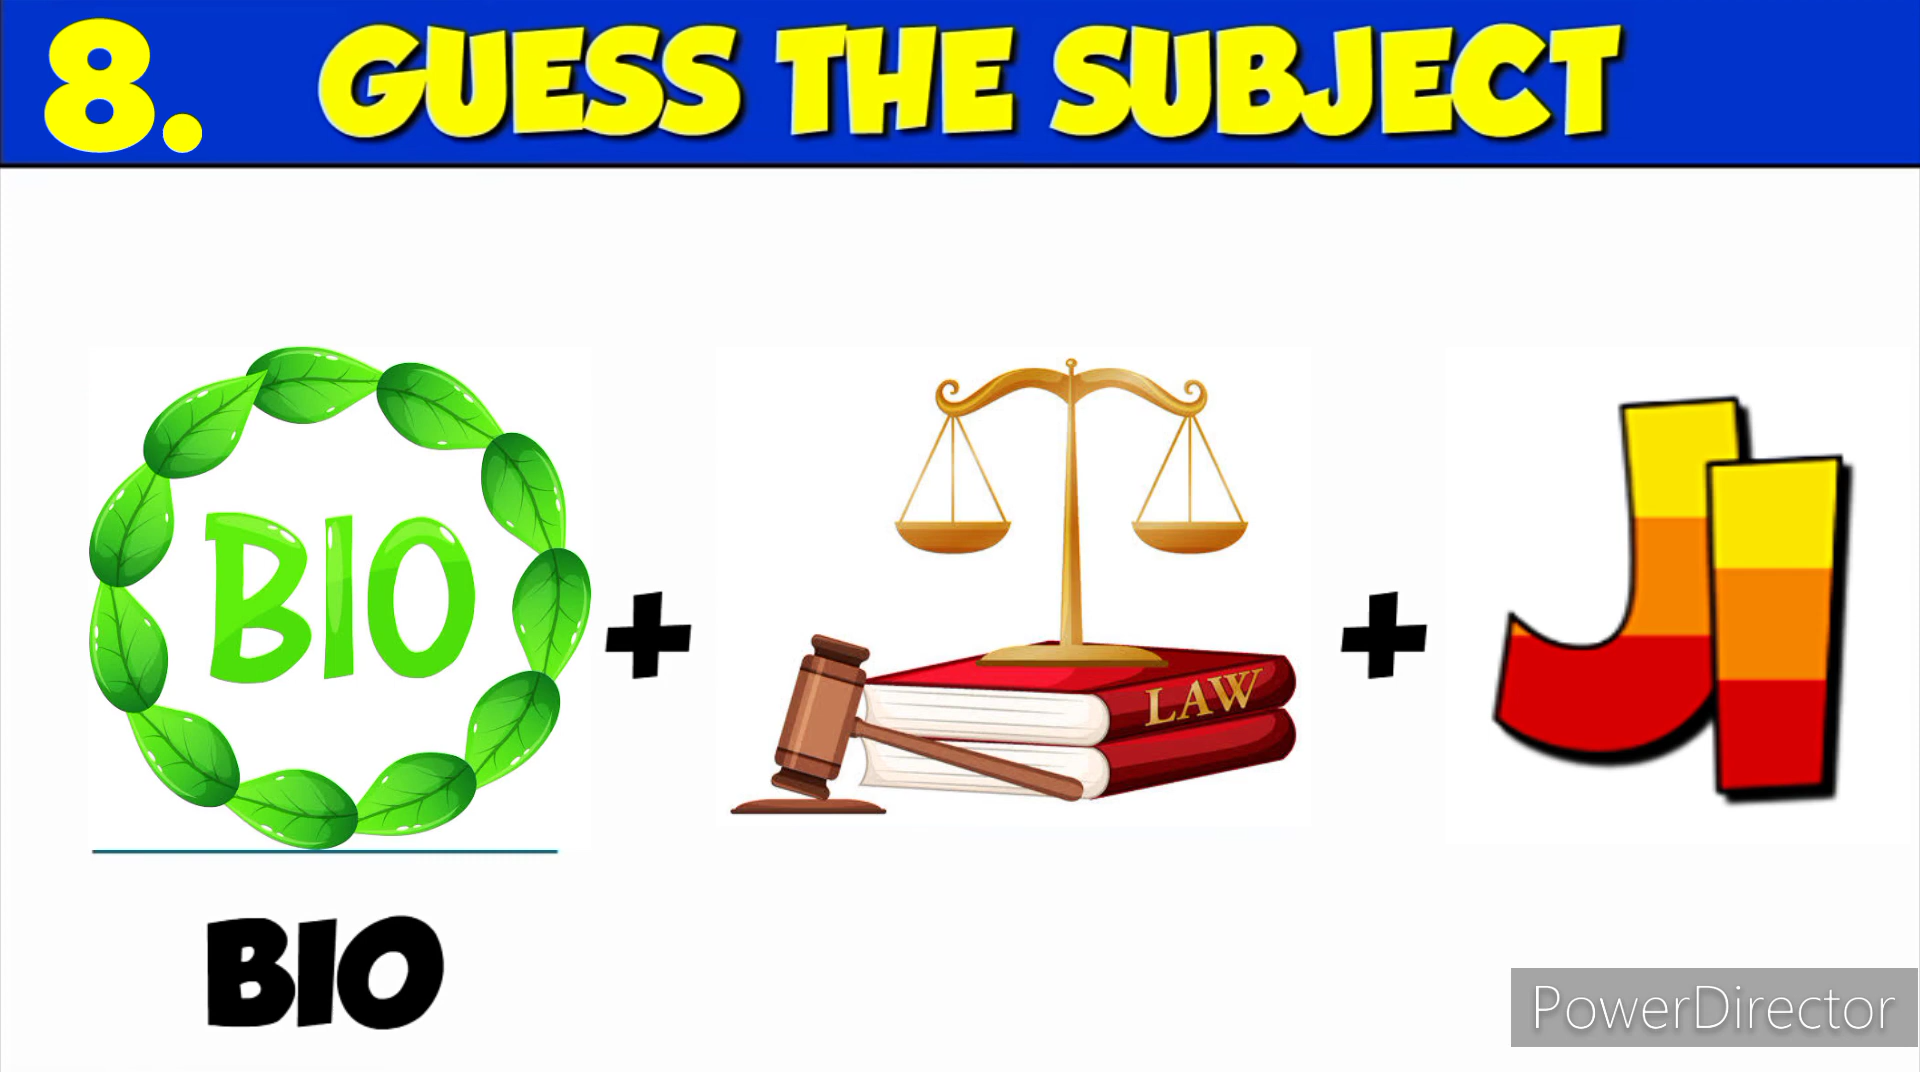 8. GUESS THE SUBJECT
BIO
+
LAW
+
JI
BIO
PowerDirector